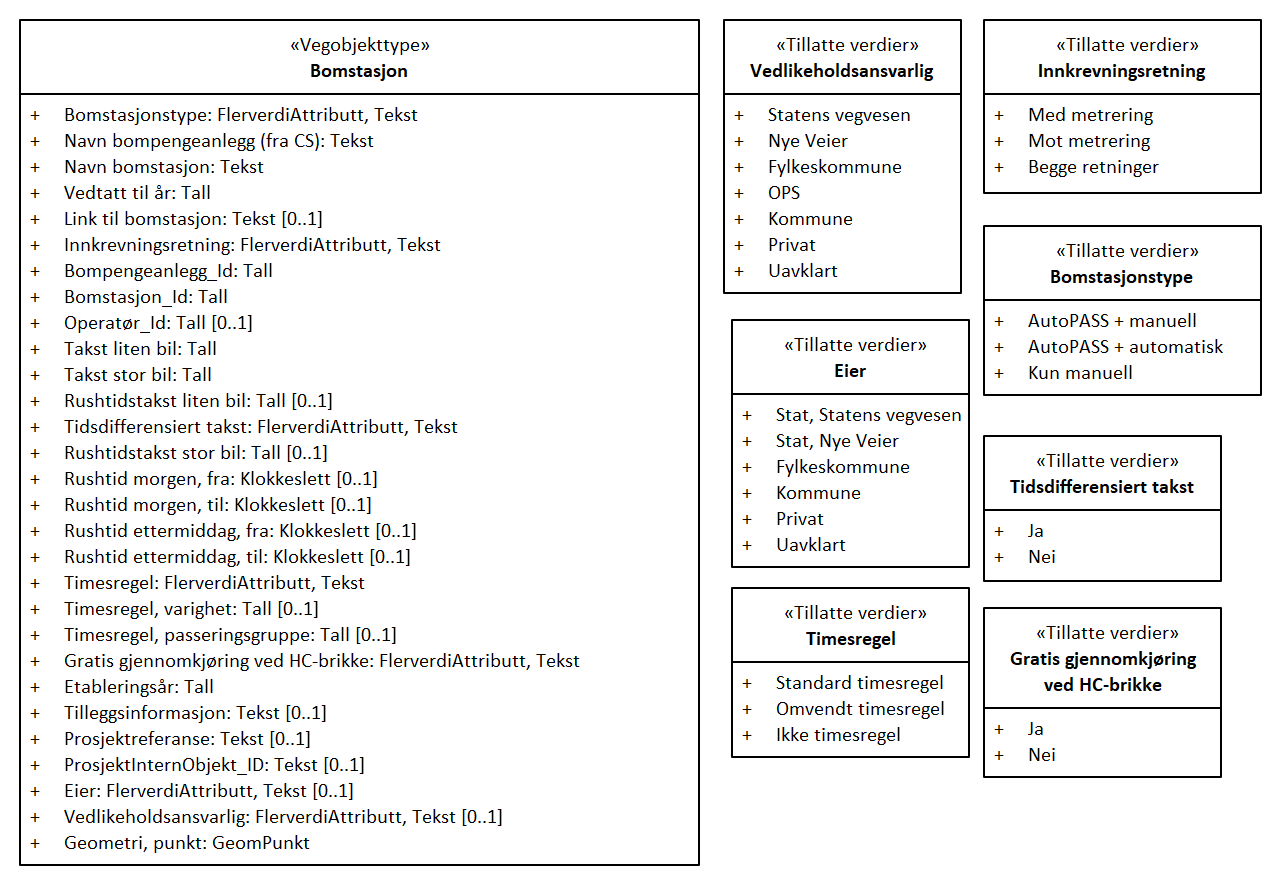 «Vegobjekttype»
Bomstasjon
+ Bomstasjonstype: FlerverdiAttributt, Tekst
+ Navn bompengeanlegg (fra CS): Tekst
+ Navn bomstasjon: Tekst
+ Vedtatt til år: Tall
+ Link til bomstasjon: Tekst [0..1]
+ Innkrevningsretning: FlerverdiAttributt, Tekst
+ Bompengeanlegg_Id: Tall
+ Bomstasjon_Id: Tall
+ Operatør_Id: Tall [0..1]
+ Takst liten bil: Tall
+ Takst stor bil: Tall
+ Rushtidstakst liten bil: Tall [0..1]
+ Tidsdifferensiert takst: FlerverdiAttributt, Tekst
+ Rushtidstakst stor bil: Tall [0..1]
+ Rushtid morgen, fra: Klokkeslett [0..1]
+ Rushtid morgen, til: Klokkeslett [0..1]
+ Rushtid ettermiddag, fra: Klokkeslett [0..1]
+ Rushtid ettermiddag, til: Klokkeslett [0..1]
+ Timesregel: FlerverdiAttributt, Tekst
+ Timesregel, varighet: Tall [0..1]
+ Timesregel, passeringsgruppe: Tall [0..1]
+ Gratis gjennomkjøring ved HC-brikke: FlerverdiAttributt, Tekst
+ Etableringsår: Tall
+ Tilleggsinformasjon: Tekst [0..1]
+ Prosjektreferanse: Tekst [0..1]
+ ProsjektInternObjekt_ID: Tekst [0..1]
+ Eier: FlerverdiAttributt, Tekst [0..1]
+ Vedlikeholdsansvarlig: FlerverdiAttributt, Tekst [0..1]
+ Geometri, punkt: GeomPunkt
«Tillatte verdier»
Vedlikeholdsansvarlig
+ Statens vegvesen
+ Nye Veier
+ Fylkeskommune
+ OPS
+ Kommune
+ Privat
+ Uavklart
«Tillatte verdier»
Eier
+ Stat, Statens vegvesen
+ Stat, Nye Veier
+ Fylkeskommune
+ Kommune
+ Privat
+ Uavklart
«Tillatte verdier»
Timesregel
+ Standard timesregel
+ Omvendt timesregel
+ Ikke timesregel
«Tillatte verdier»
Innkrevningsretning
+ Med metrering
+ Mot metrering
+ Begge retninger
«Tillatte verdier»
Bomstasjonstype
+ AutoPASS + manuell
+ AutoPASS + automatisk
+ Kun manuell
«Tillatte verdier»
Tidsdifferensiert takst
+ Ja
+ Nei
«Tillatte verdier»
Gratis gjennomkjøring
ved HC-brikke
+ Ja
+ Nei